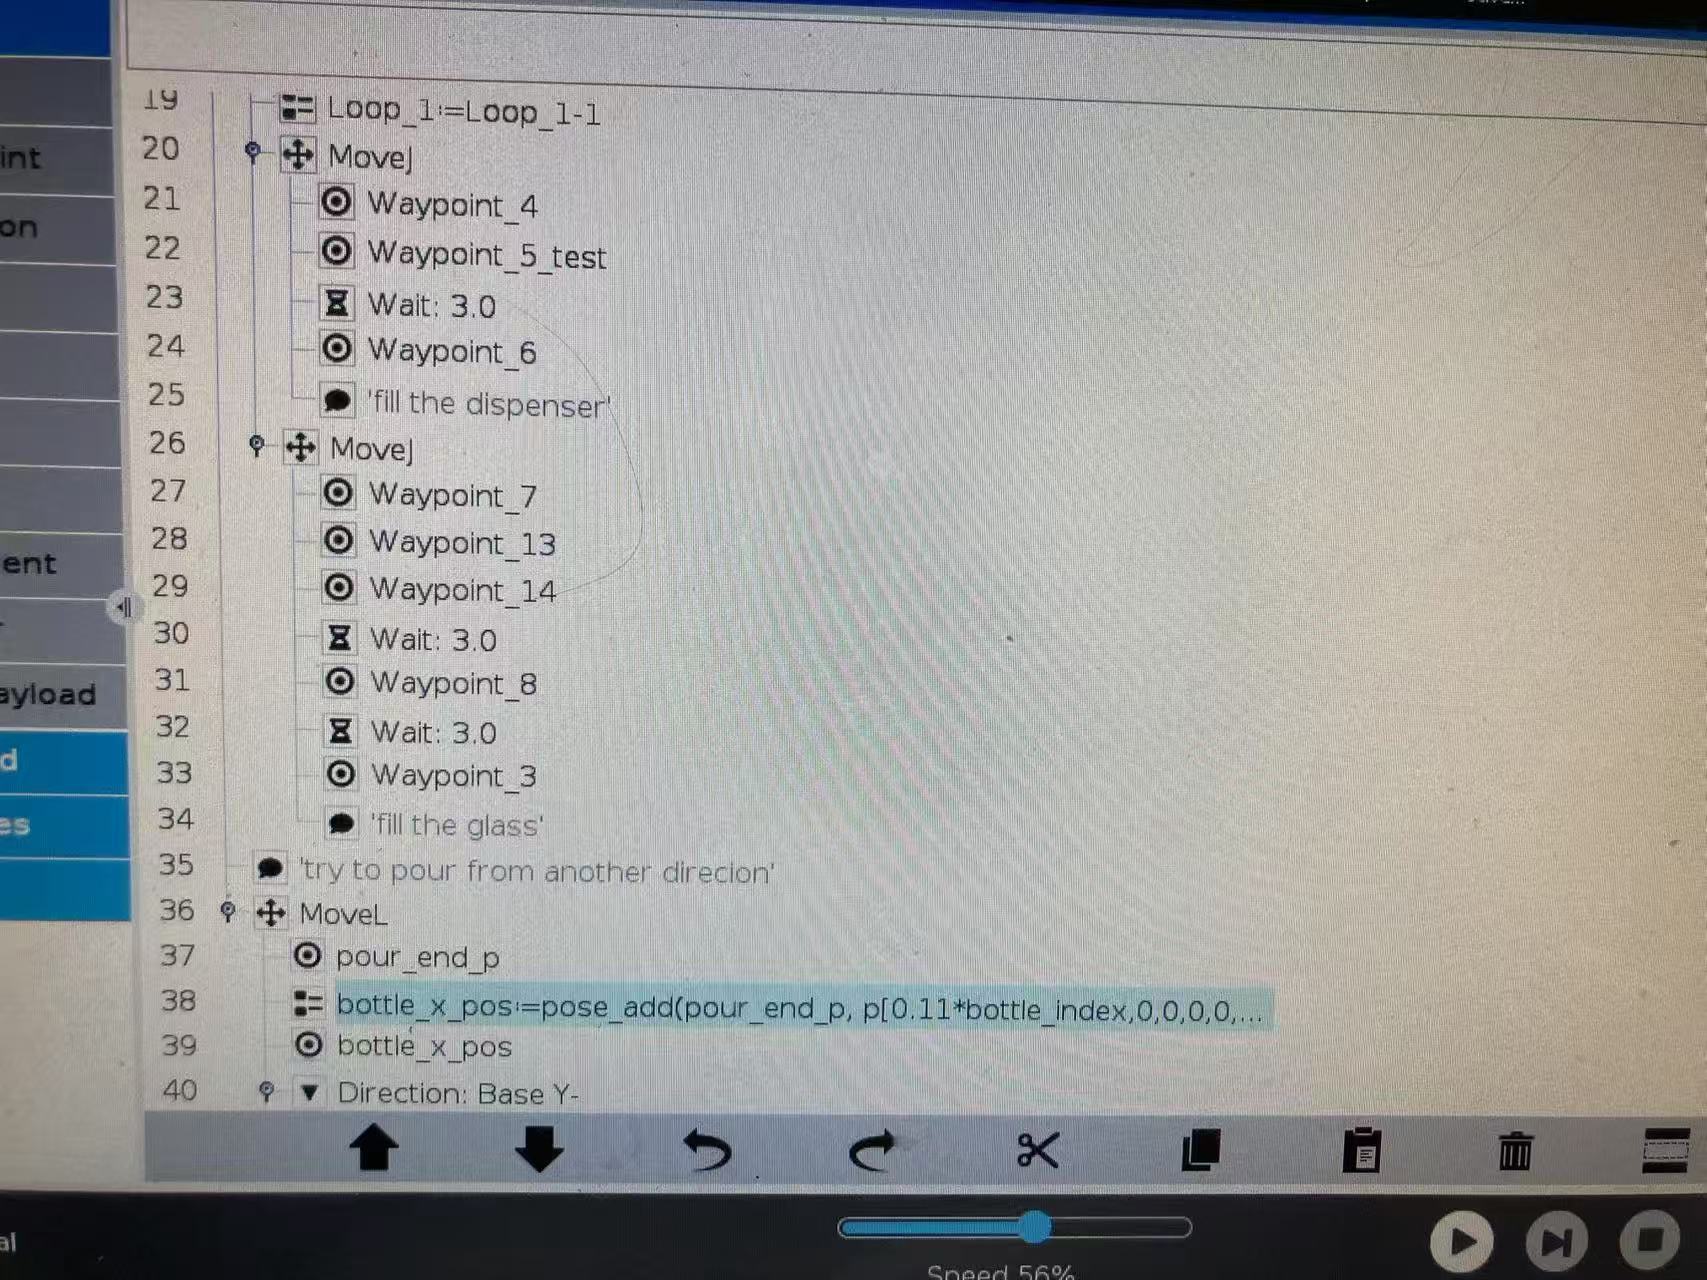 19 Loop_1:=Loop_1-1
20 MoveJ
int
21 Waypoint_4
on
22 Waypoint_5_test
23 Wait: 3.0
24 Waypoint_6
25 'fill the dispenser'
26 MoveJ
27 Waypoint_7
28 Waypoint_13
ent
29 Waypoint_14
30 Wait: 3.0
31 Waypoint_8
ayload
32 Wait: 3.0
d
33 Waypoint_3
es
34 'fill the glass'
35 'try to pour from another direcion'
36 MoveL
37 pour_end_p
38 bottle_x_pos:=pose_add(pour_end_p, p[0.11*bottle_index,0,0,0,0,...
39 bottle_x_pos
40 Direction: Base Y-
al
Speed 56%